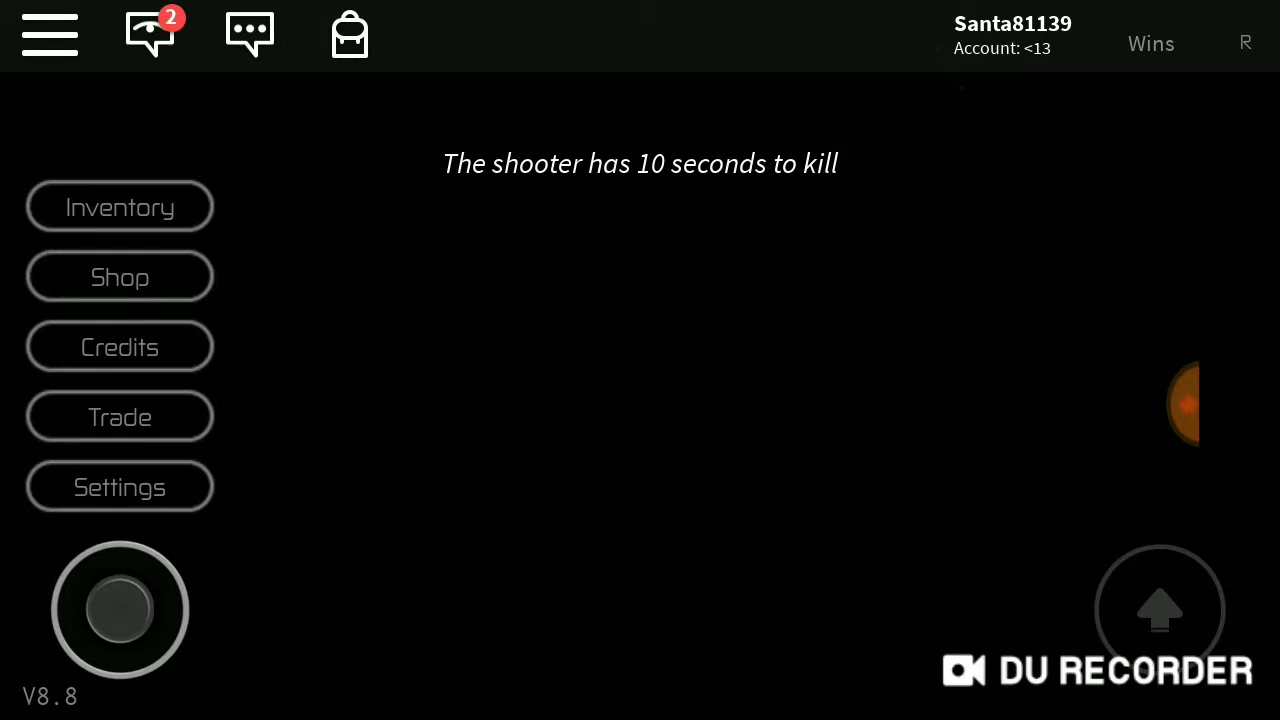 2
Santa81139
Account: <13
Wins
R
The shooter has 10 seconds to kill
Inventory
Shop
Credits
Trade
Settings
V8.8
DU RECORDER